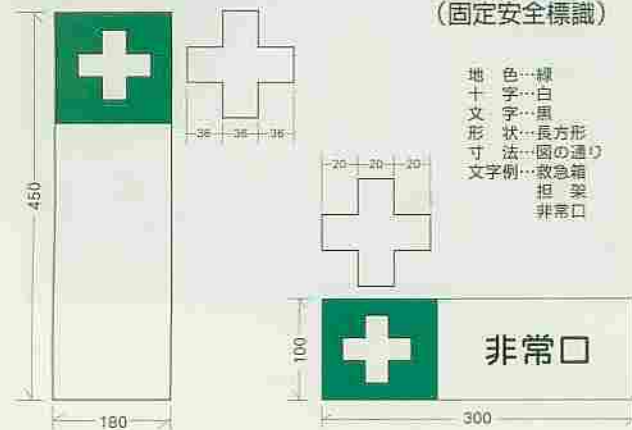 (固定安全標識)
地　色…緑
十　字…白
文　字…黒
形　状…長方形
寸　法…図の通り
文字例…救急箱
担　架
非常口
36 36 36
450
180
20 20 20
100
非常口
300